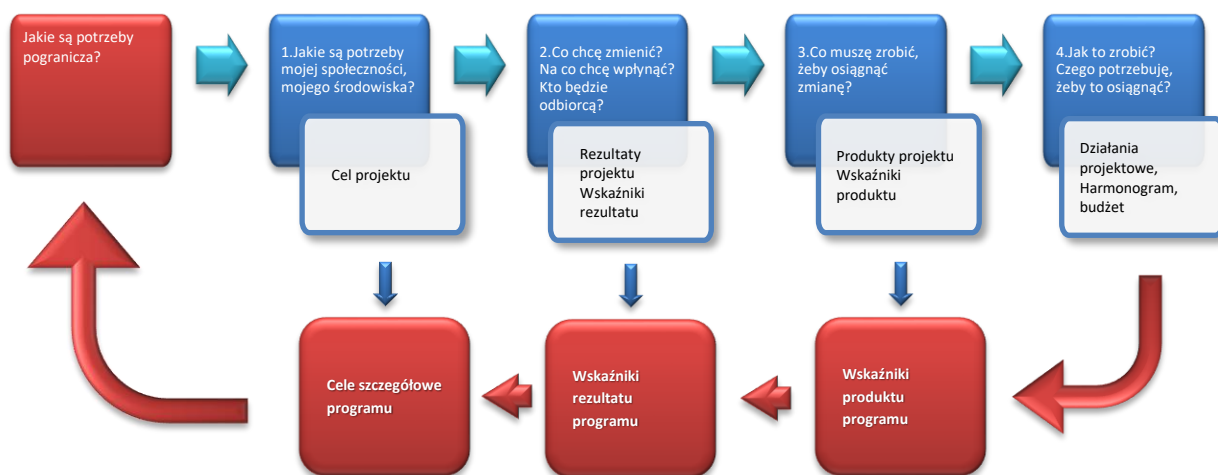 Jakie są potrzeby
pogranicza?
1.Jakie są potrzeby
mojej społeczności,
mojego środowiska?
Cel projektu
2.Co chcę zmienić?
Na co chcę wpłynąć?
Kto będzie
odbiorcą?
Rezultaty
projektu
Wskaźniki
rezultatu
3.Co muszę zrobić,
żeby osiągnąć
zmianę?
Produkty projektu
Wskaźniki
produktu
4.Jak to zrobić?
Czego potrzebuję,
żeby to osiągnąć?
Działania
projektowe,
Harmonogram,
budżet
Cele szczegółowe
programu
Wskaźniki
rezultatu
programu
Wskaźniki
produktu
programu